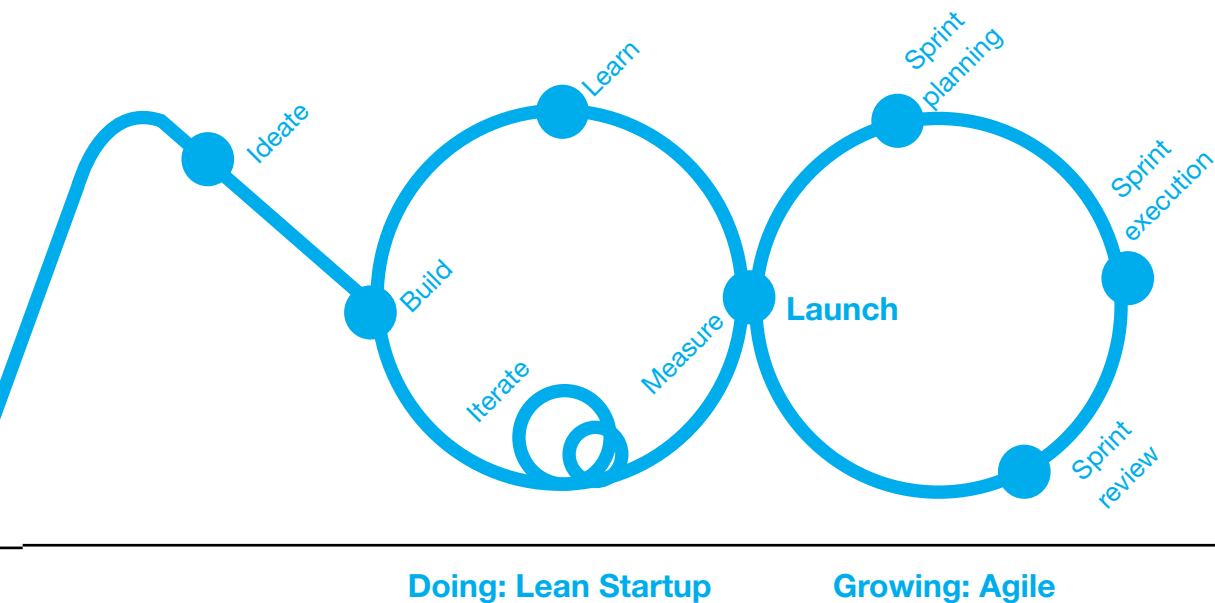 Ideate
Build
Learn
Iterate
Measure
Launch
Sprint
planning
Sprint
execution
Sprint
review
Doing: Lean Startup
Growing: Agile